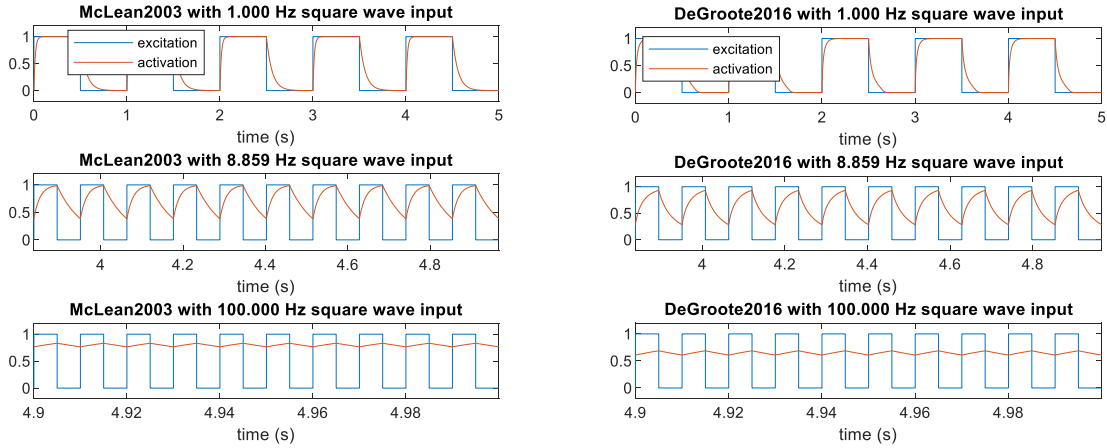 McLean2003 with 1.000 Hz square wave input
1
0.5
0
excitation
activation
0 1 2 3 4 5
time (s)
DeGroote2016 with 1.000 Hz square wave input
1
0.5
0
excitation
activation
0 1 2 3 4 5
time (s)
McLean2003 with 8.859 Hz square wave input
1
0.5
0
4 4.2 4.4 4.6 4.8
time (s)
DeGroote2016 with 8.859 Hz square wave input
1
0.5
0
4 4.2 4.4 4.6 4.8
time (s)
McLean2003 with 100.000 Hz square wave input
1
0.5
0
4.9 4.92 4.94 4.96 4.98
time (s)
DeGroote2016 with 100.000 Hz square wave input
1
0.5
0
4.9 4.92 4.94 4.96 4.98
time (s)